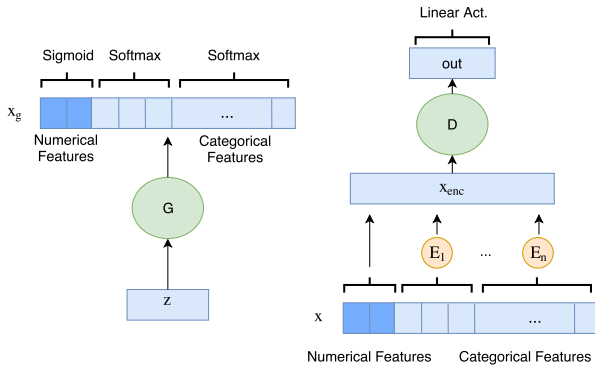 Sigmoid Softmax Softmax
x_g
...
Numerical Features
Categorical Features
G
z
Linear Act.
out
D
x_enc
E_1 ... E_n
x
...
Numerical Features Categorical Features